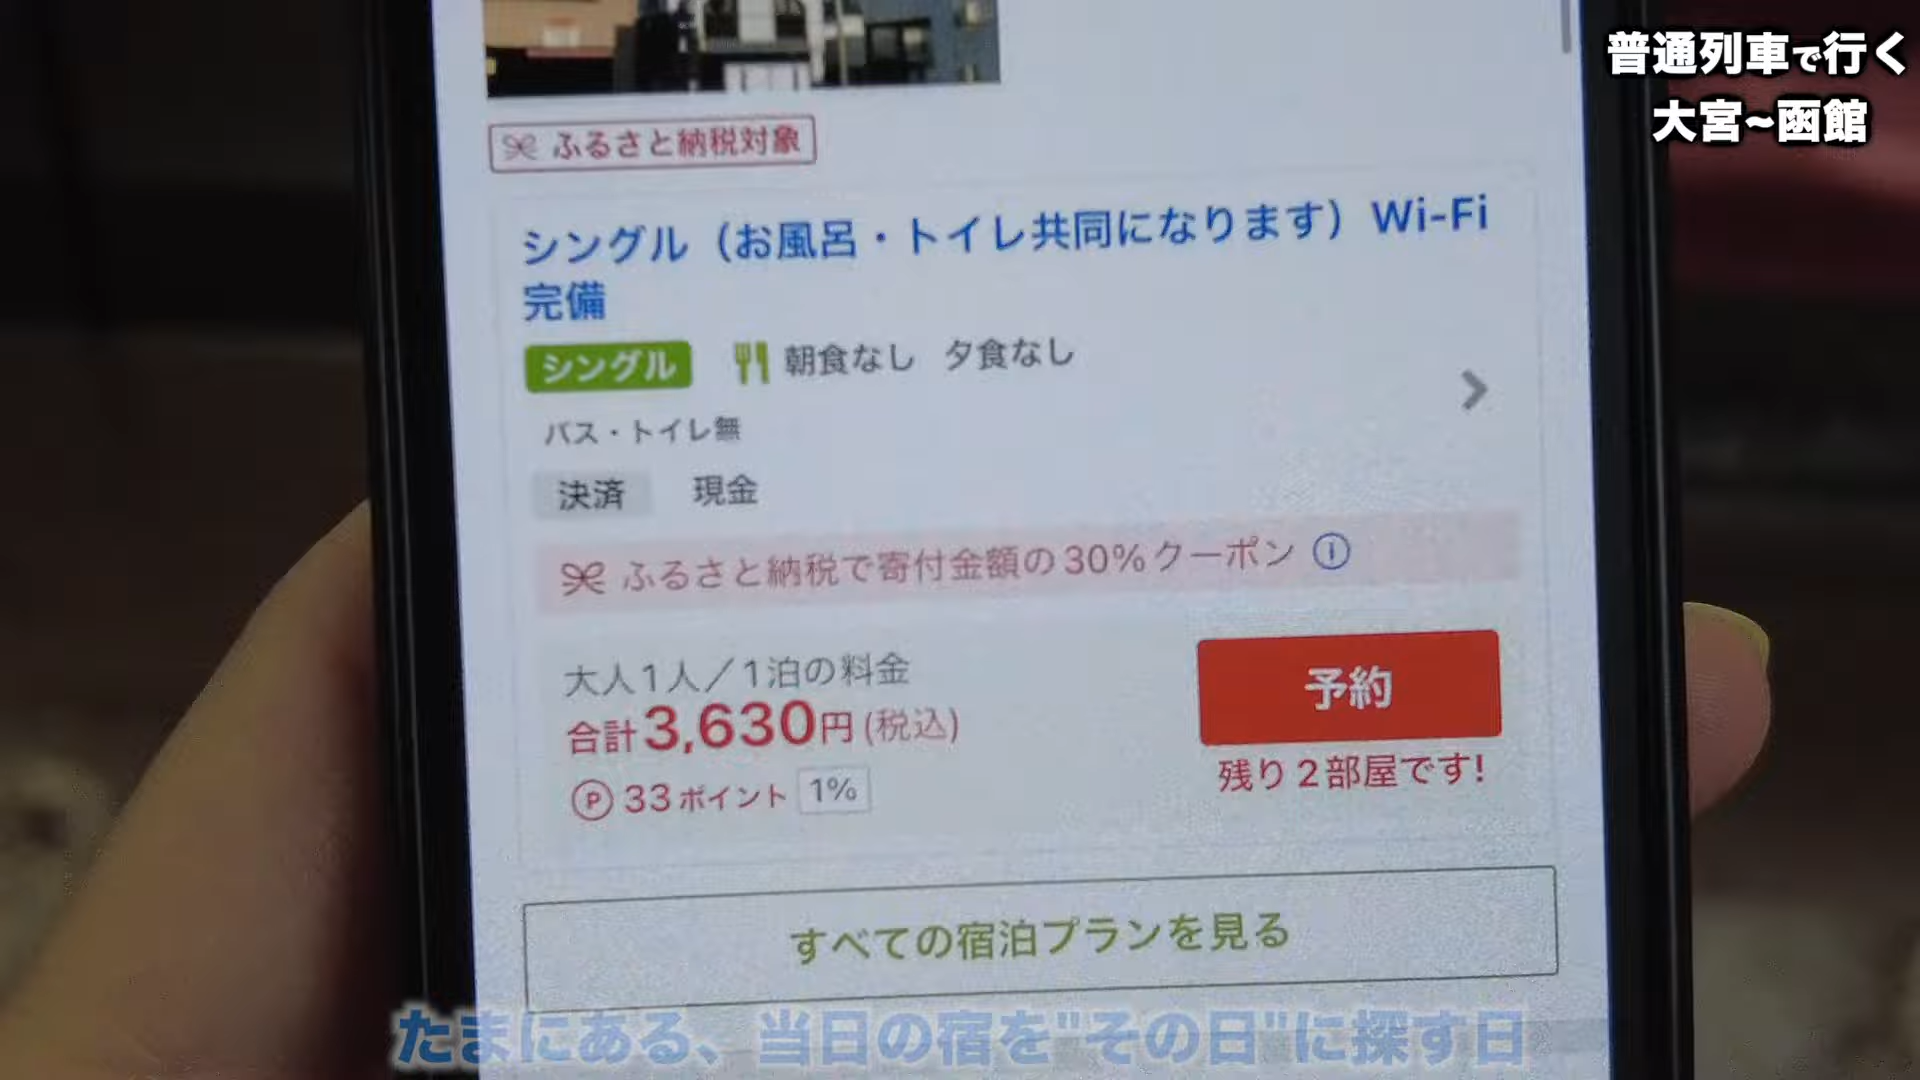 普通列車で行く
大宮~函館
ふるさと納税対象
シングル（お風呂・トイレ共同になります）Wi-Fi
完備
シングル 朝食なし 夕食なし
バス・トイレ無
決済 現金
ふるさと納税で寄付金額の30%クーポン
大人1人／1泊の料金
合計3,630円(税込)
P 33ポイント 1%
予約
残り2部屋です!
すべての宿泊プランを見る
たまにある、当日の宿を"その日"に探す日